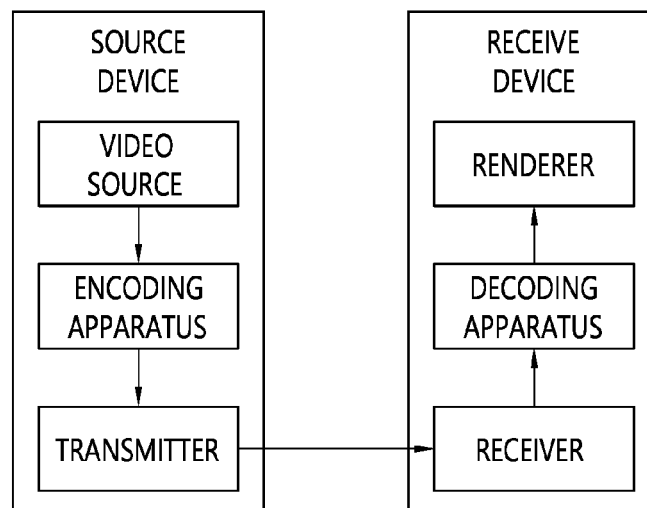 SOURCE
DEVICE
VIDEO
SOURCE
ENCODING
APPARATUS
TRANSMITTER
RECEIVE
DEVICE
RENDERER
DECODING
APPARATUS
RECEIVER